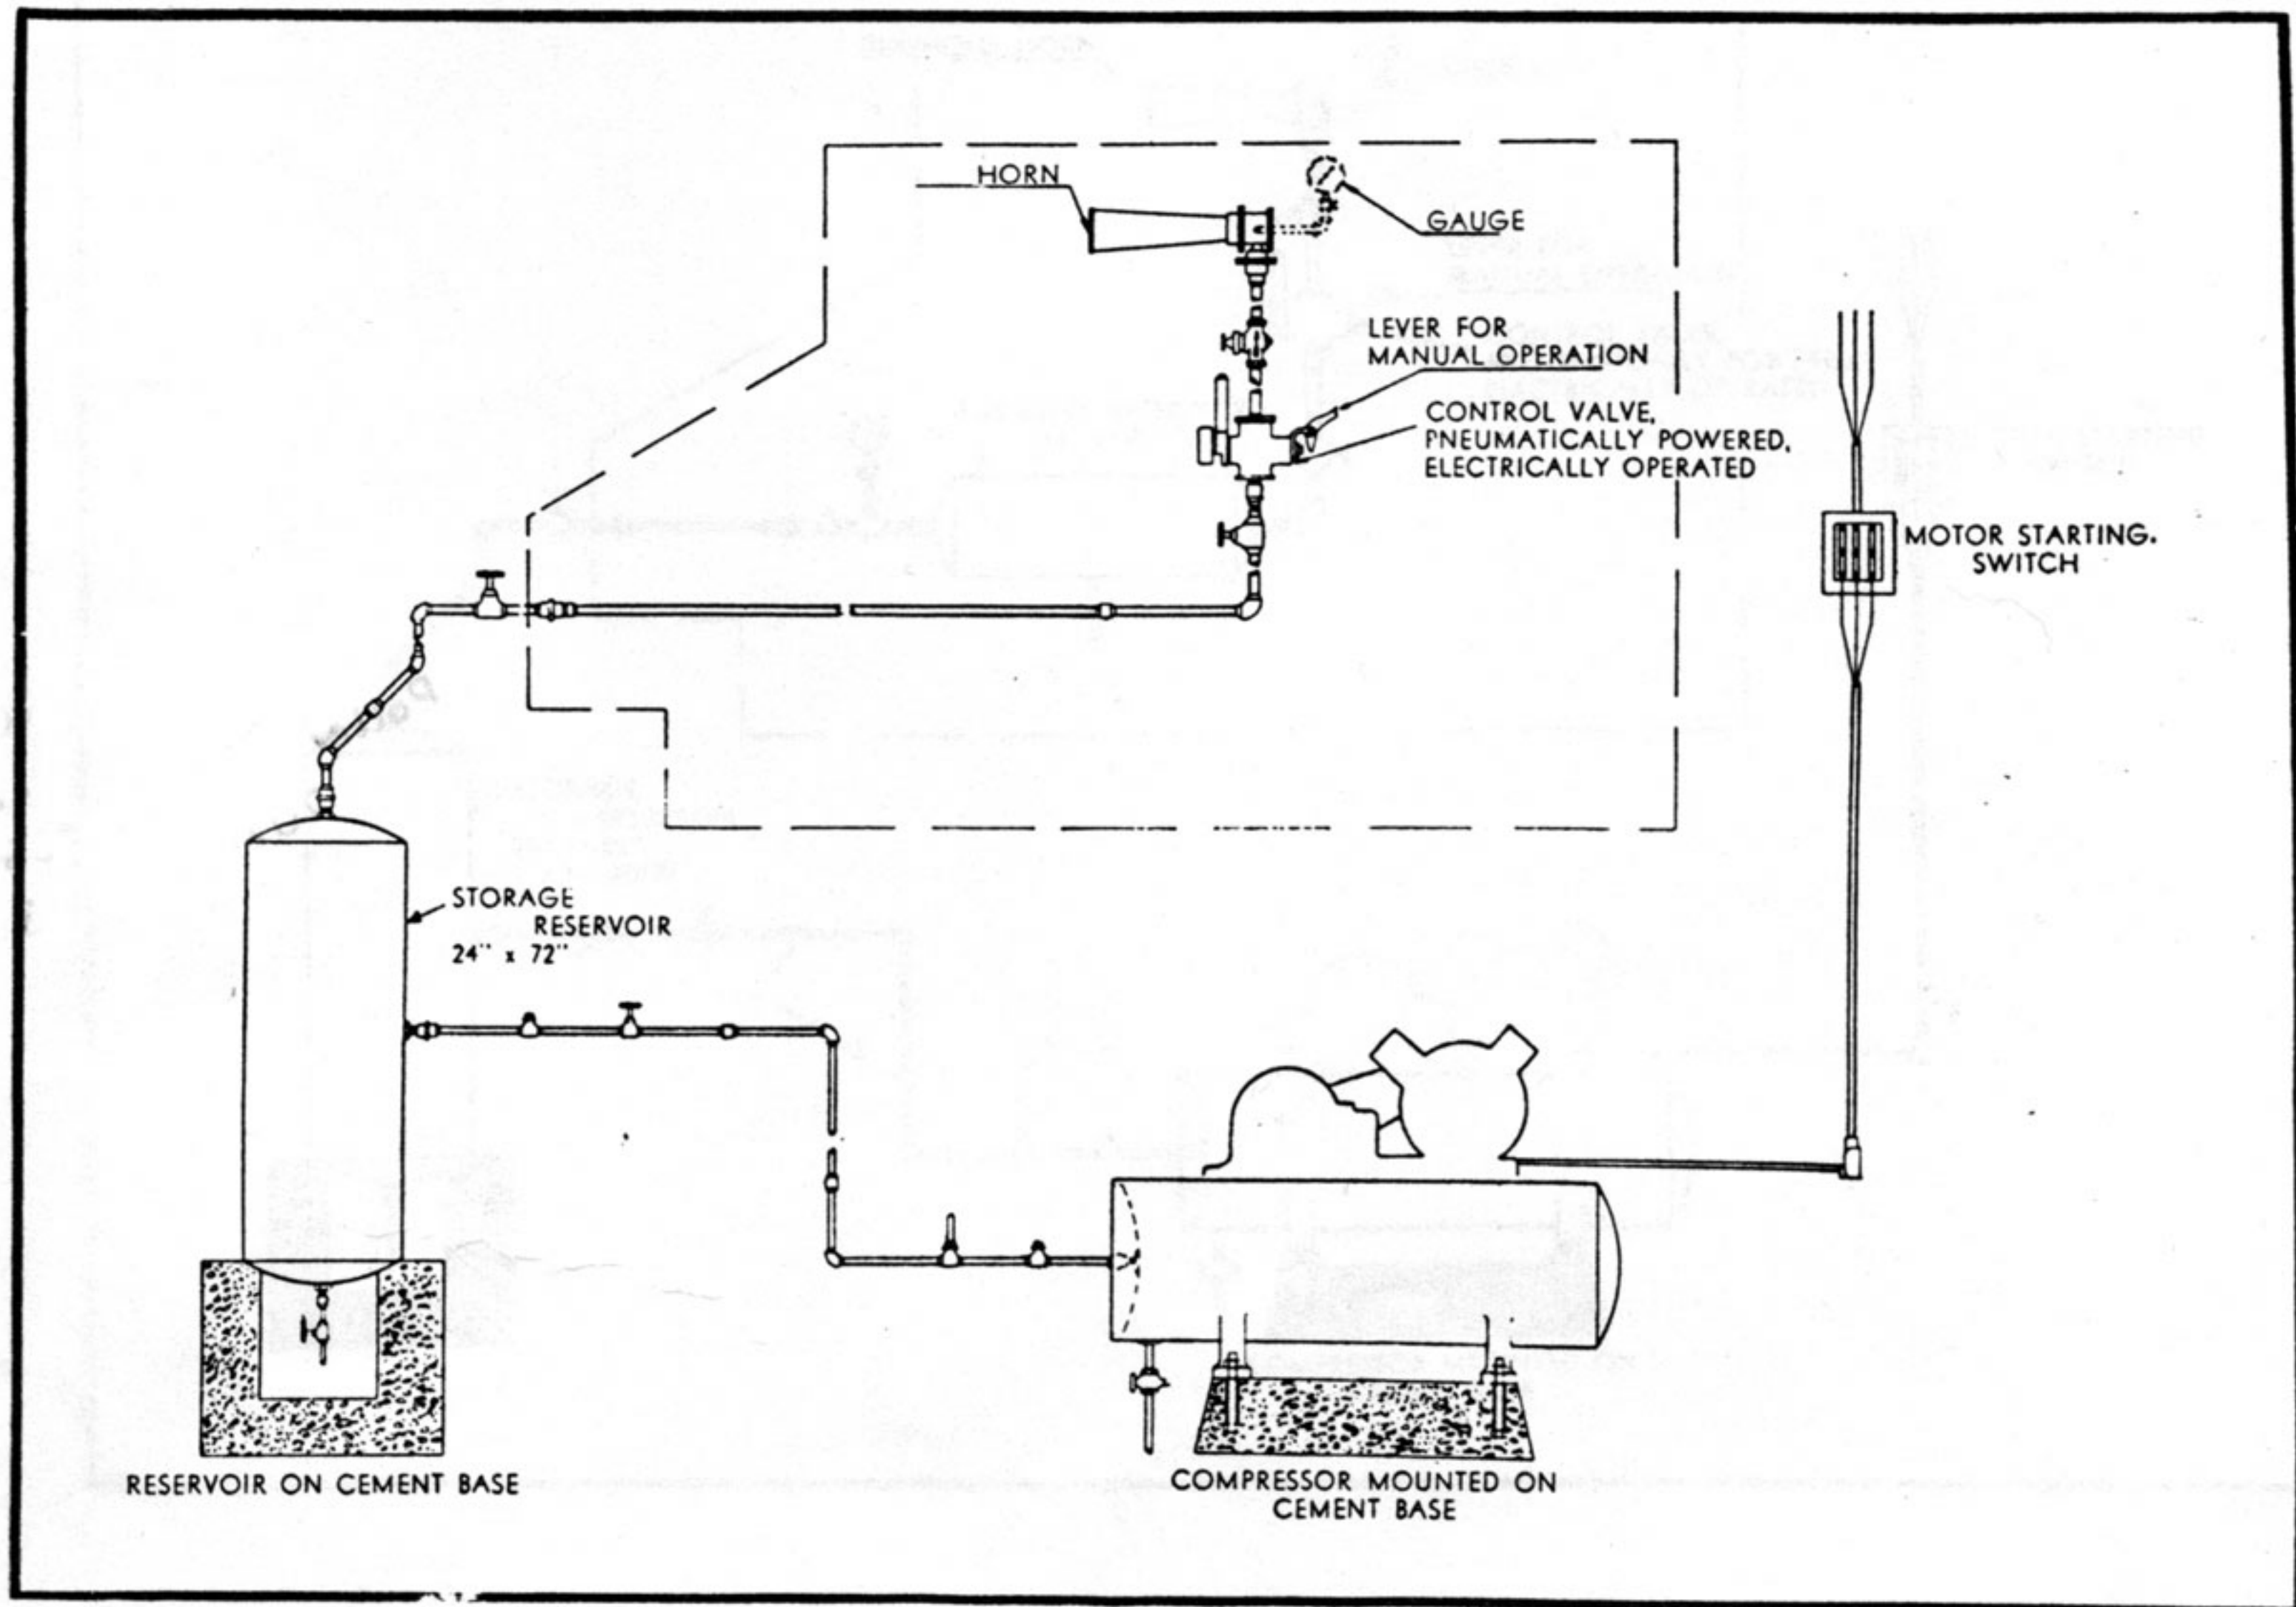 HORN
GAUGE
LEVER FOR
MANUAL OPERATION
CONTROL VALVE,
PNEUMATICALLY POWERED,
ELECTRICALLY OPERATED
MOTOR STARTING.
SWITCH
STORAGE
RESERVOIR
24" x 72"
RESERVOIR ON CEMENT BASE
COMPRESSOR MOUNTED ON
CEMENT BASE